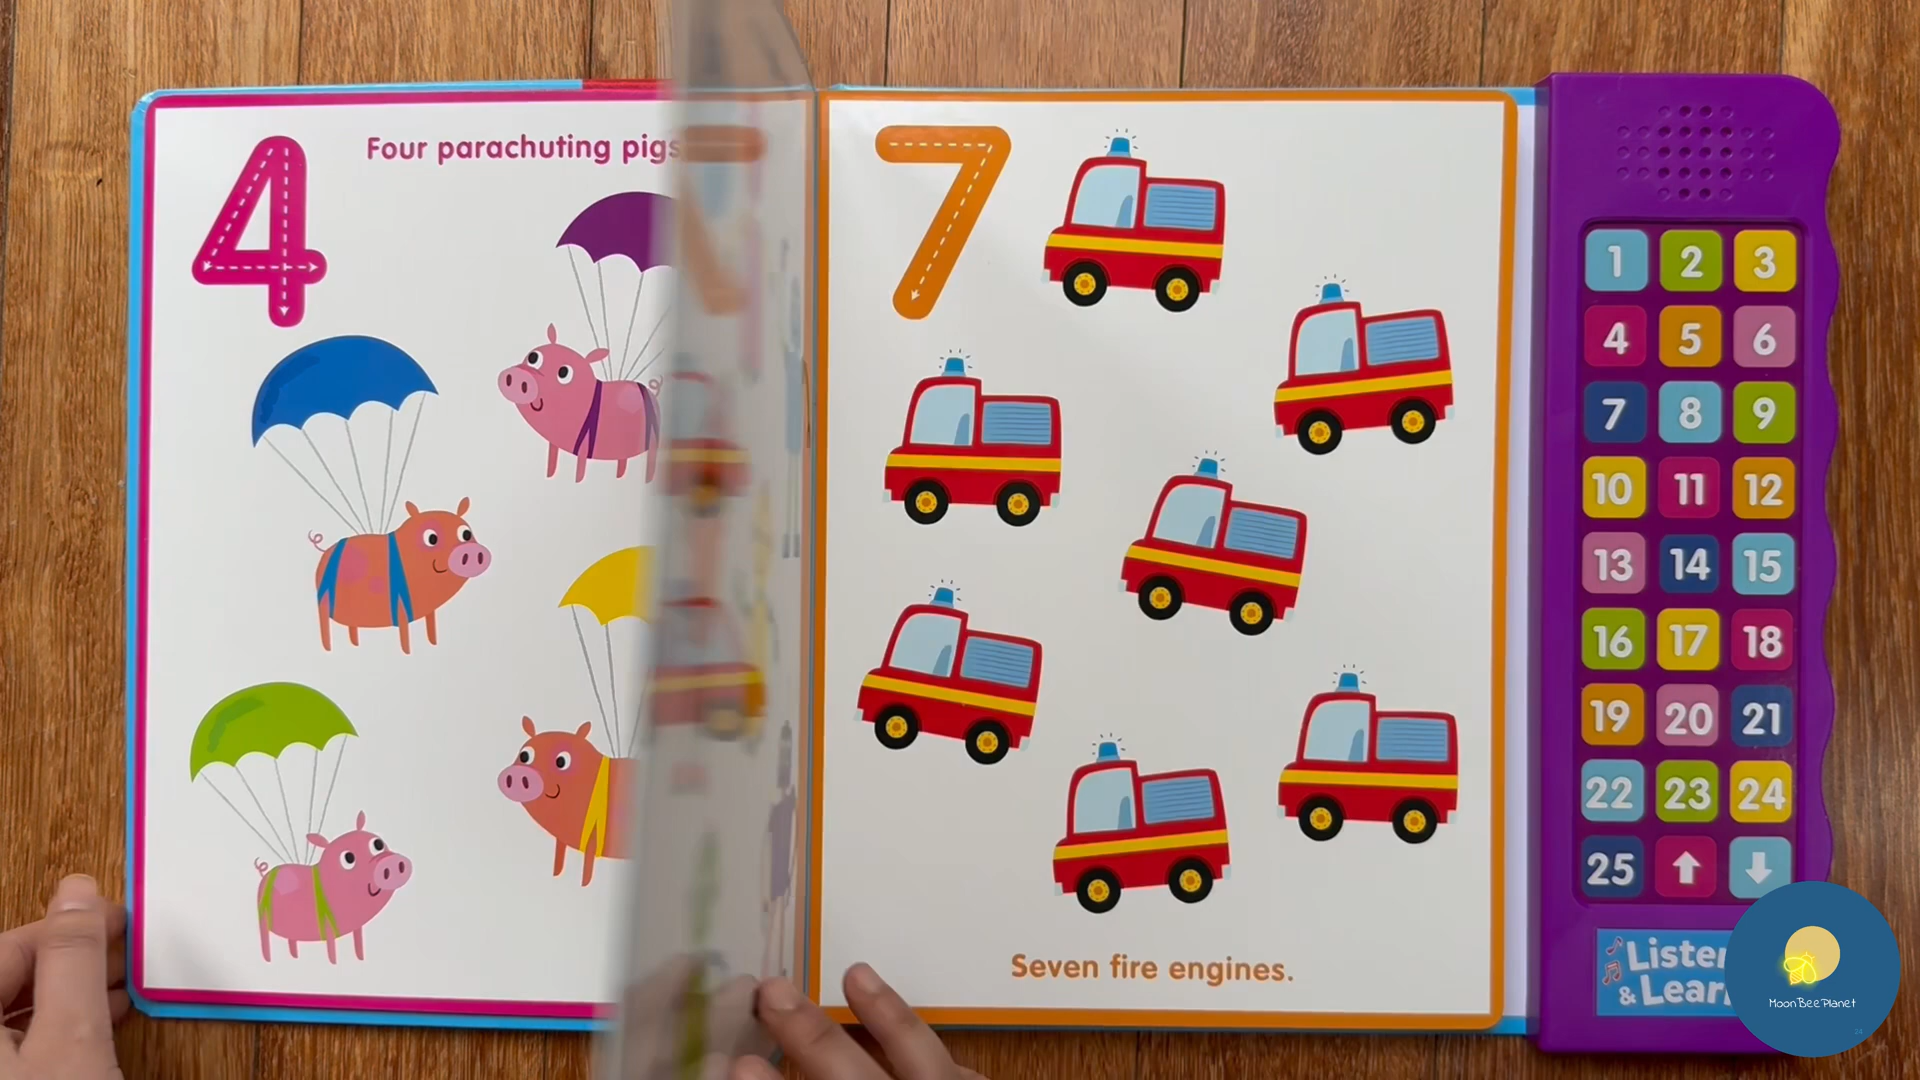 4
Four parachuting pigs
7
Seven fire engines.
1 2 3
4 5 6
7 8 9
10 11 12
13 14 15
16 17 18
19 20 21
22 23 24
25
Listen
& Learn
MoonBeePlanet
24